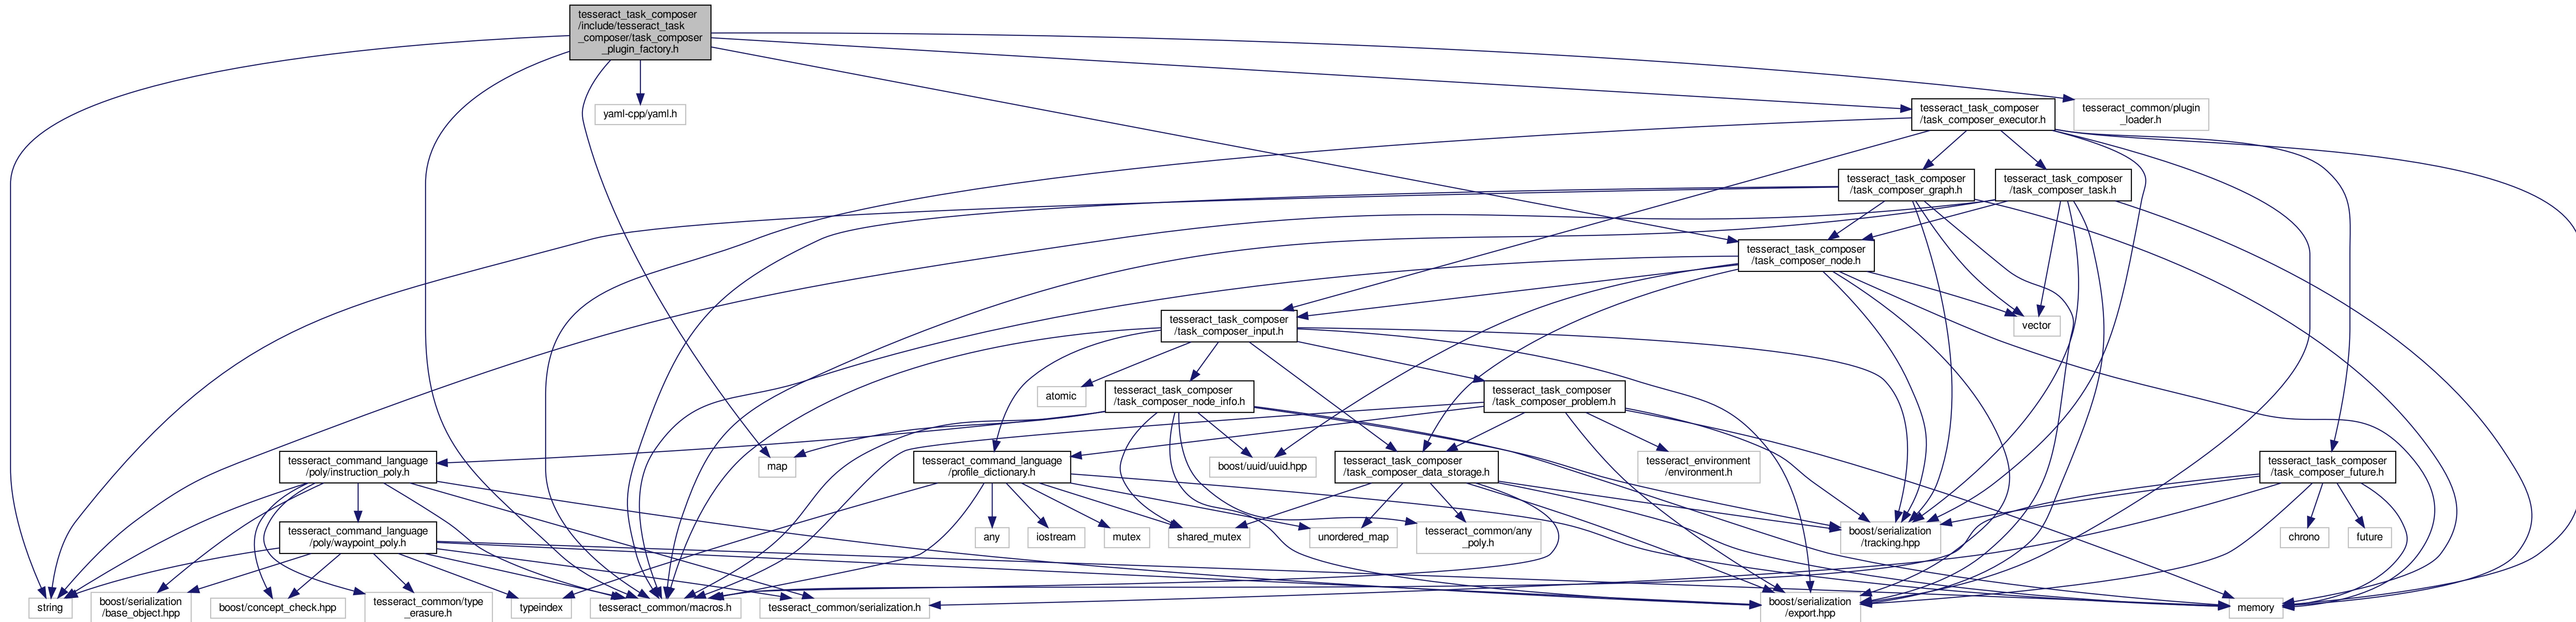 tesseract_task_composer
/include/tesseract_task
_composer/task_composer
_plugin_factory.h
yaml-cpp/yaml.h
tesseract_task_composer
/task_composer_executor.h
tesseract_common/plugin
_loader.h
tesseract_task_composer
/task_composer_graph.h
tesseract_task_composer
/task_composer_task.h
tesseract_task_composer
/task_composer_node.h
tesseract_task_composer
/task_composer_input.h
vector
atomic
tesseract_task_composer
/task_composer_node_info.h
tesseract_task_composer
/task_composer_problem.h
tesseract_command_language
/poly/instruction_poly.h
map
tesseract_command_language
/profile_dictionary.h
boost/uuid/uuid.hpp
tesseract_task_composer
/task_composer_data_storage.h
tesseract_environment
/environment.h
tesseract_task_composer
/task_composer_future.h
tesseract_command_language
/poly/waypoint_poly.h
any
iostream
mutex
shared_mutex
unordered_map
tesseract_common/any
_poly.h
boost/serialization
/tracking.hpp
chrono
future
string
boost/serialization
/base_object.hpp
boost/concept_check.hpp
tesseract_common/type
_erasure.h
typeindex
tesseract_common/macros.h
tesseract_common/serialization.h
boost/serialization
/export.hpp
memory